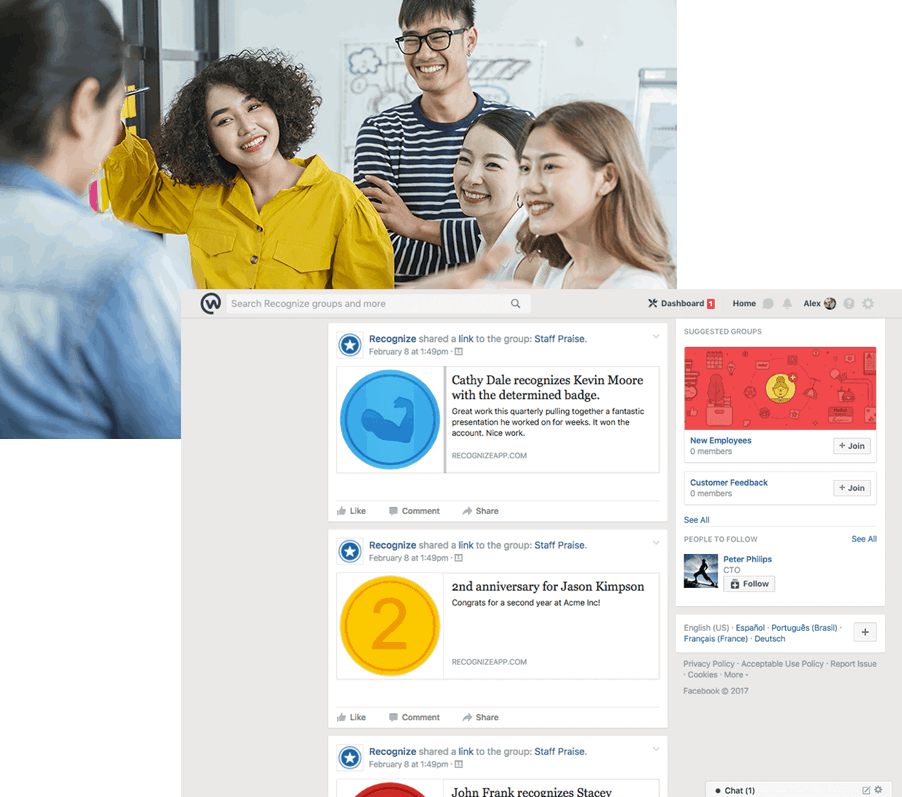 Search Recognize groups and more
Dashboard 1
Home
Alex
Recognize shared a link to the group: Staff Praise.
February 8 at 1:49pm ·
Cathy Dale recognizes Kevin Moore
with the determined badge.
Great work this quarterly pulling together a fantastic
presentation he worked on for weeks. It won the
account. Nice work.
RECOGNIZEAPP.COM
Like Comment Share
Recognize shared a link to the group: Staff Praise.
February 8 at 1:49pm ·
2
2nd anniversary for Jason Kimpson
Congrats for a second year at Acme Inc!
RECOGNIZEAPP.COM
Like Comment Share
Recognize shared a link to the group: Staff Praise.
February 8 at 1:49pm ·
John Frank recognizes Stacey
SUGGESTED GROUPS
New Employees
0 members
+ Join
Customer Feedback
0 members
+ Join
See All
PEOPLE TO FOLLOW See All
Peter Philips
CTO
Follow
English (US) · Español · Português (Brasil) ·
Français (France) · Deutsch
+
Privacy Policy · Acceptable Use Policy · Report Issue
· Cookies · More
Facebook © 2017
Chat (1)